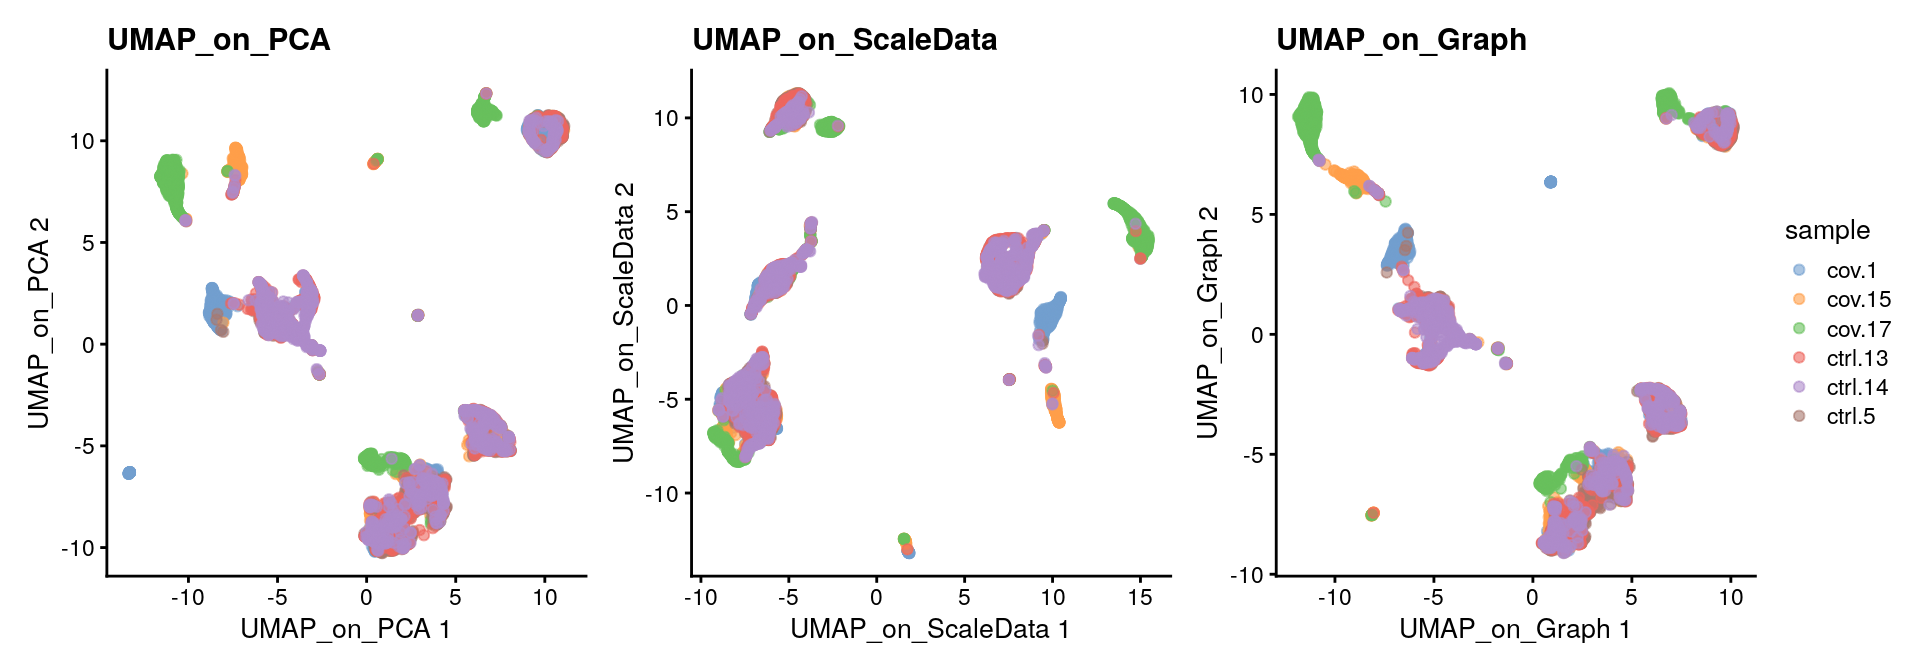 UMAP_on_PCA
10
5
0
-5
-10
-10
-5
0
5
10
UMAP_on_PCA 2
UMAP_on_PCA 1
UMAP_on_ScaleData
10
5
0
-5
-10
-10
-5
0
5
10
15
UMAP_on_ScaleData 2
UMAP_on_ScaleData 1
UMAP_on_Graph
10
5
0
-5
-10
-10
-5
0
5
10
UMAP_on_Graph 2
UMAP_on_Graph 1
sample
cov.1
cov.15
cov.17
ctrl.13
ctrl.14
ctrl.5